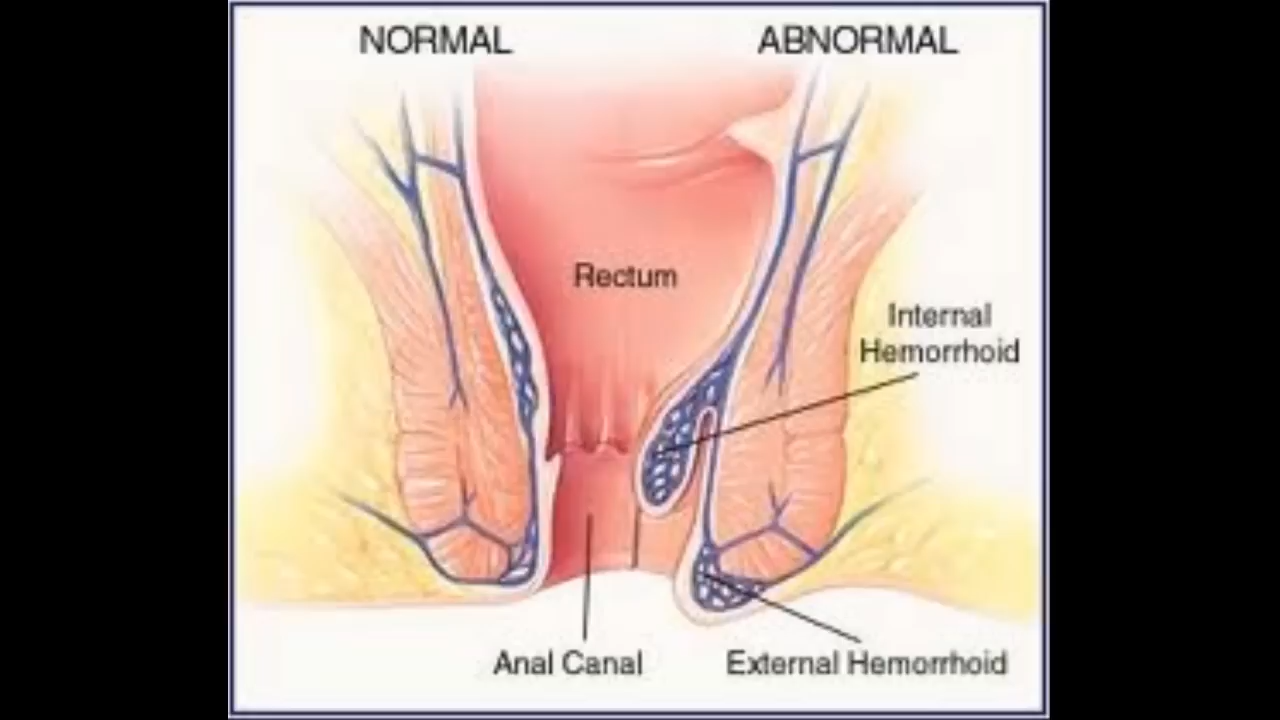 NORMAL
ABNORMAL
Rectum
Internal
Hemorrhoid
Anal Canal
External Hemorrhoid